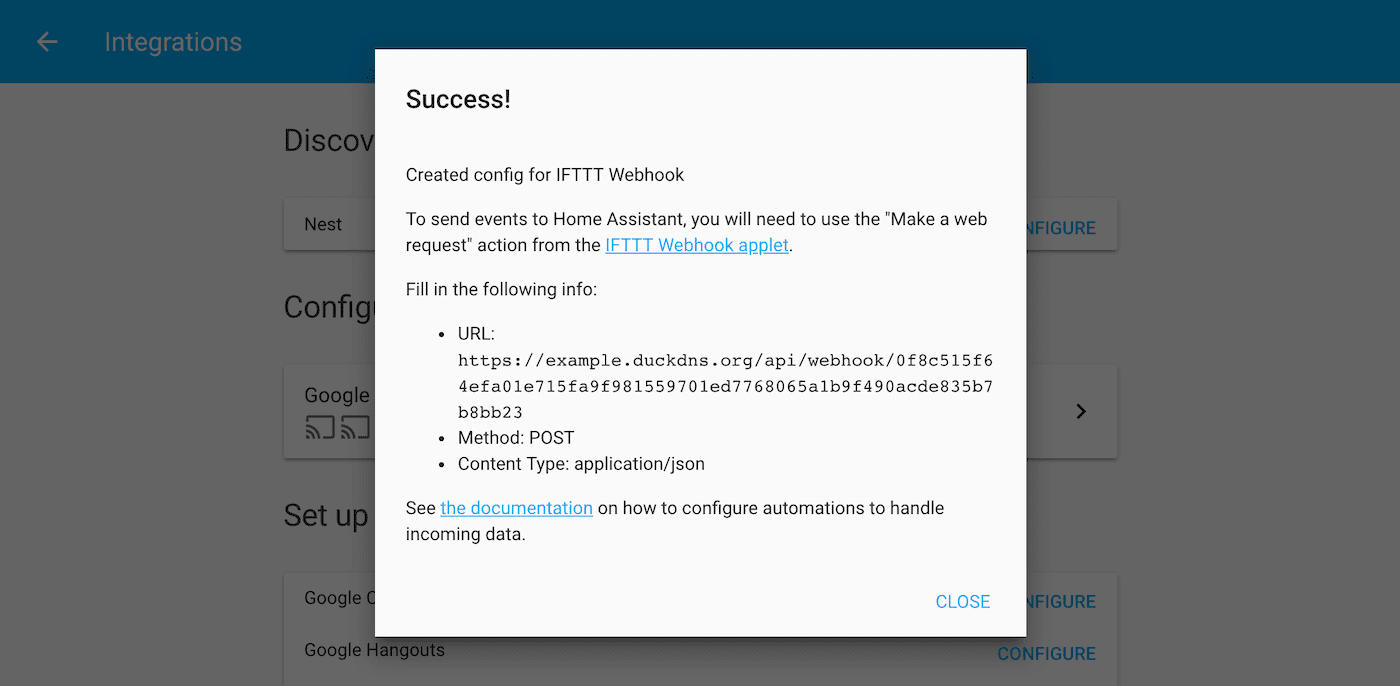 Integrations
Success!
Discov
Created config for IFTTT Webhook
Nest
NFIGURE
To send events to Home Assistant, you will need to use the "Make a web
request" action from the IFTTT Webhook applet.
Fill in the following info:
Config
• URL:
https://example.duckdns.org/api/webhook/0f8c515f6
4efa01e715fa9f981559701ed7768065a1b9f490acde835b7
b8bb23
Google
• Method: POST
• Content Type: application/json
See the documentation on how to configure automations to handle
incoming data.
Set up
Google C
NFIGURE
CLOSE
Google Hangouts
CONFIGURE